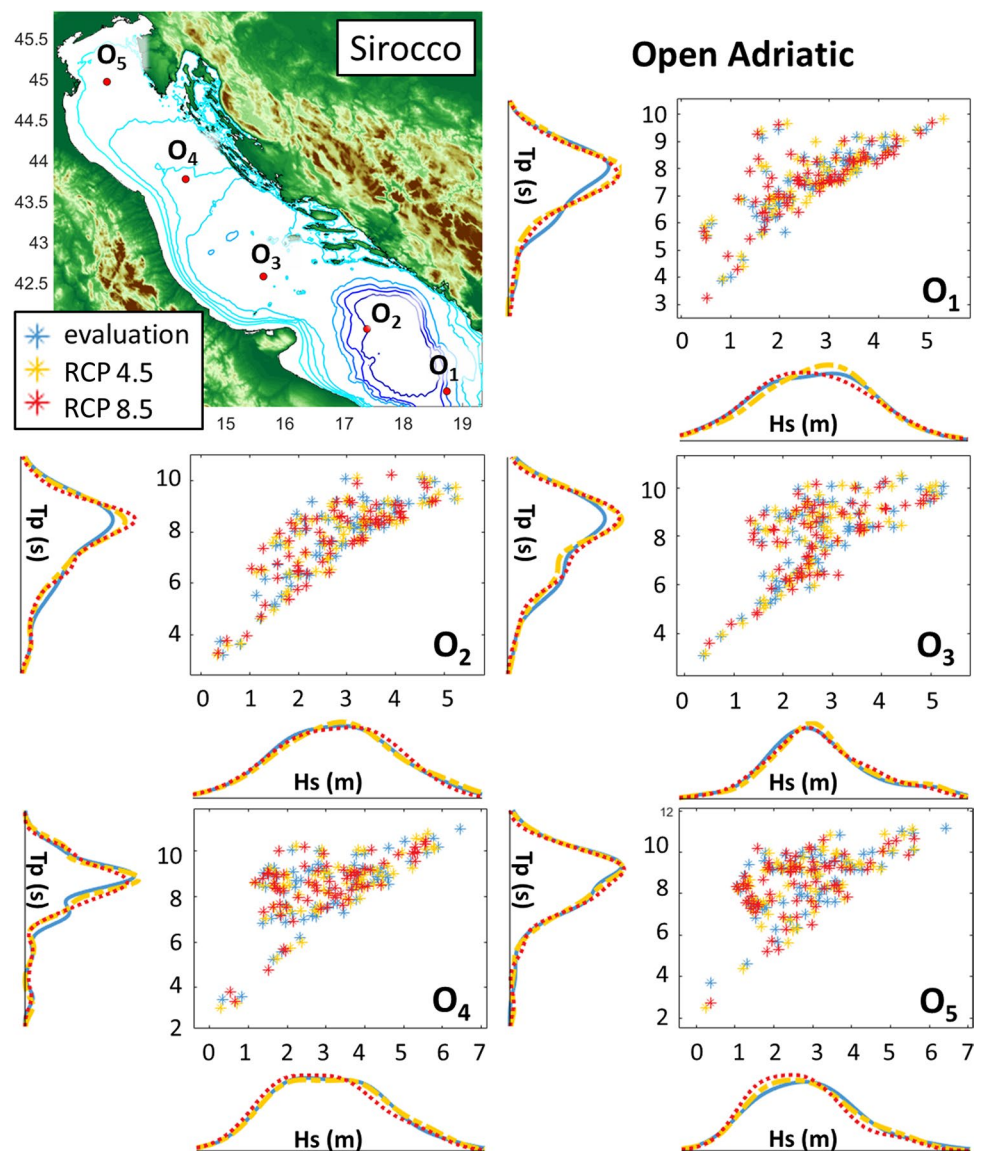 Sirocco
Open Adriatic
45.5
45
44.5
44
43.5
43
42.5
O5
O4
O3
O2
O1
15 16 17 18 19
evaluation
RCP 4.5
RCP 8.5
Tp (s)
10
9
8
7
6
5
4
3
O1
0 1 2 3 4 5
Hs (m)
Tp (s)
10
8
6
4
O2
0 1 2 3 4 5
Hs (m)
Tp (s)
10
8
6
4
O3
0 1 2 3 4 5
Hs (m)
Tp (s)
10
8
6
4
2
O4
0 1 2 3 4 5 6 7
Hs (m)
Tp (s)
12
10
8
6
4
2
O5
0 1 2 3 4 5 6 7
Hs (m)